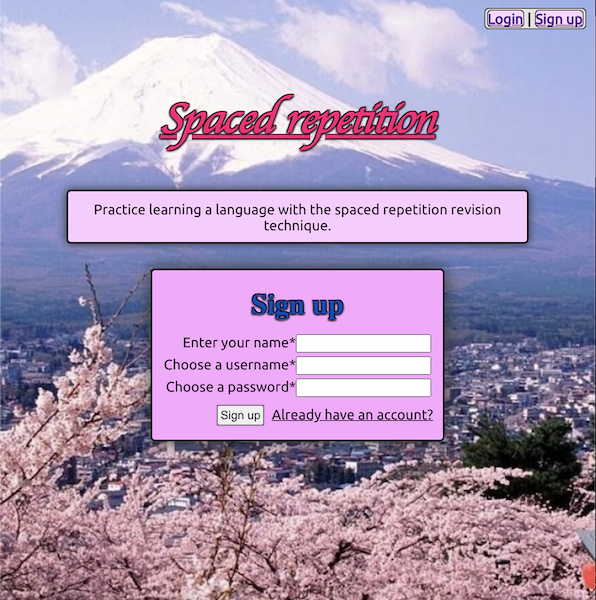 Login | Sign up
Spaced repetition
Practice learning a language with the spaced repetition revision
technique.
Sign up
Enter your name*
Choose a username*
Choose a password*
Sign up Already have an account?